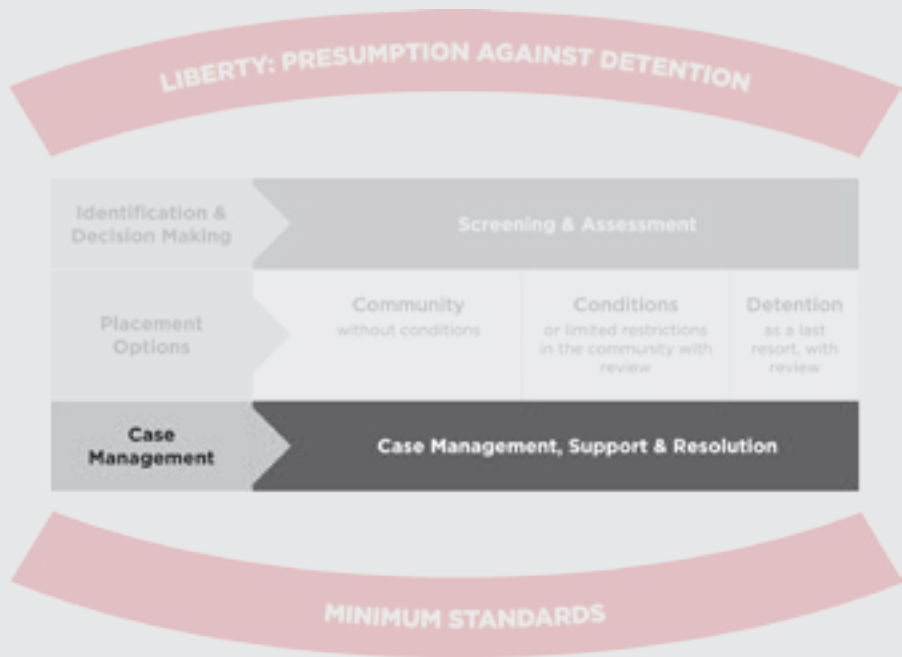 LIBERTY: PRESUMPTION AGAINST DETENTION
Identification &
Decision Making
Screening & Assessment
Placement
Options
Community
without conditions
Conditions
or limited restrictions
in the community with
review
Detention
as a last
resort, with
review
Case
Management
Case Management, Support & Resolution
MINIMUM STANDARDS